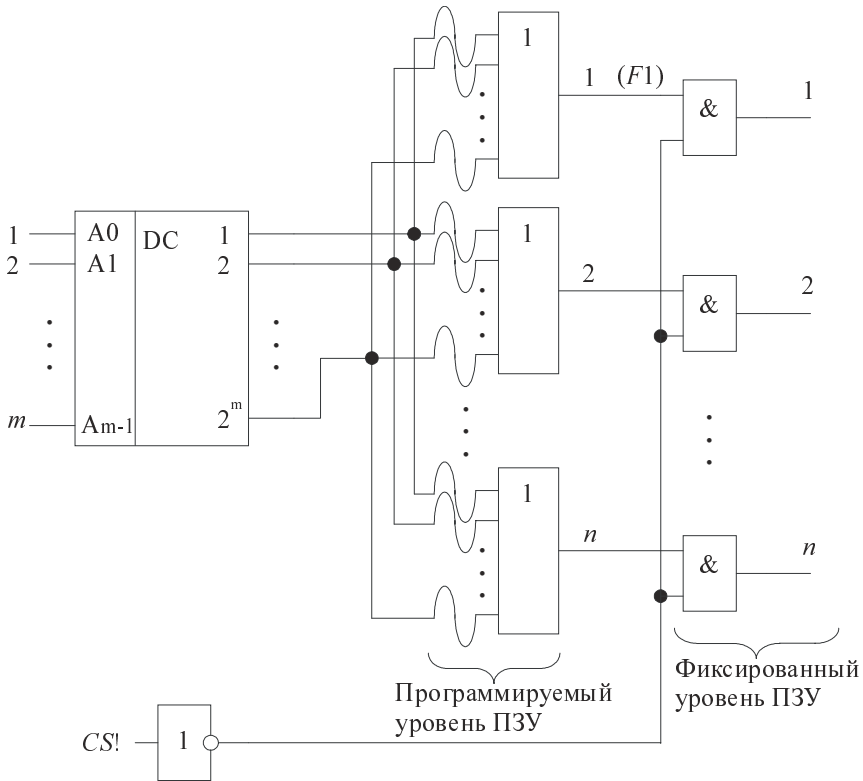 1
1 (F1)
1
&
1
A0
DC
1
2
A1
2
1
2
2
&
m
Am-1
2^m
1
n
n
&
Программируемый
уровень ПЗУ
Фиксированный
уровень ПЗУ
CS!
1